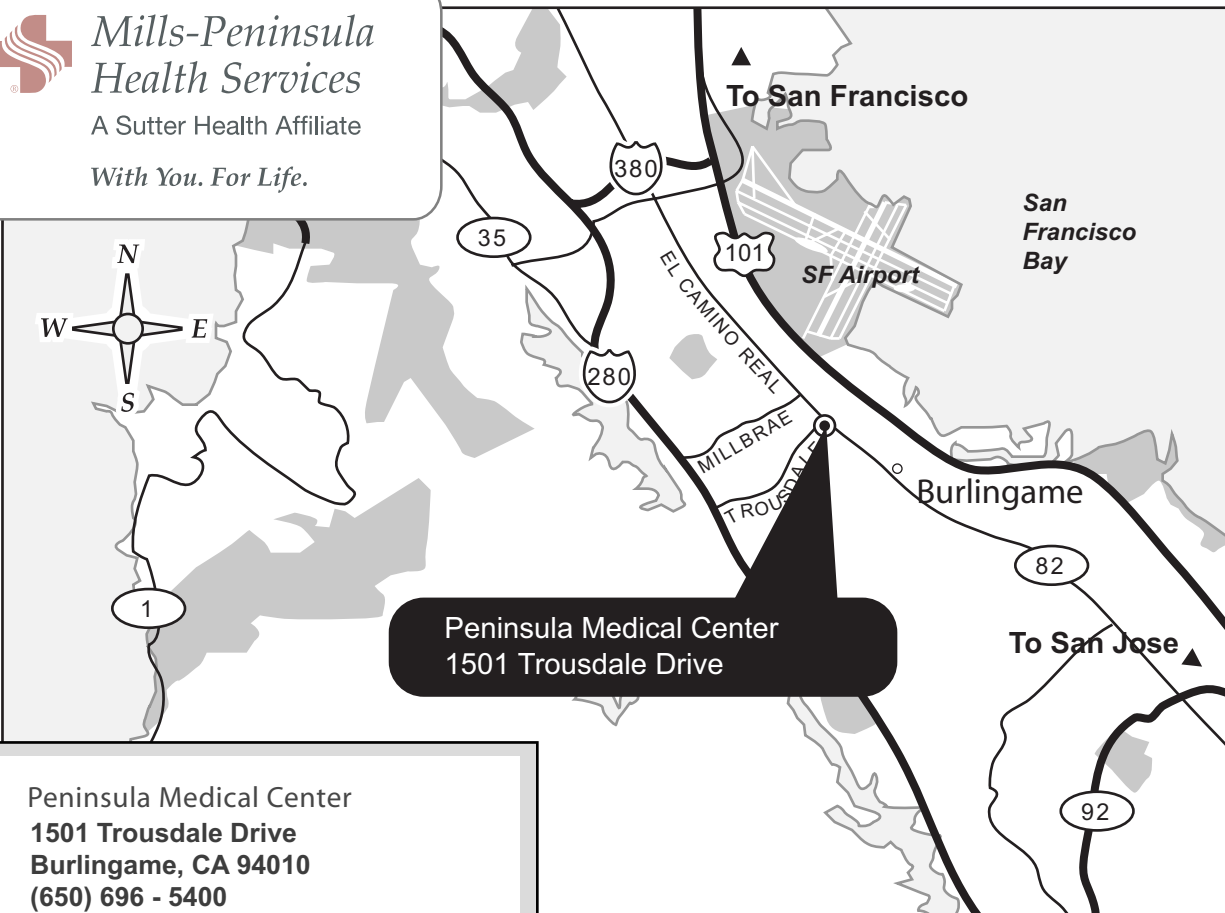 Mills-Peninsula
Health Services
®
A Sutter Health Affiliate
With You. For Life.
To San Francisco
380
35
101
San
Francisco
Bay
SF Airport
N
W
E
S
EL CAMINO REAL
280
MILLBRAE
TROUSDALE
Burlingame
82
1
Peninsula Medical Center
1501 Trousdale Drive
To San Jose
92
Peninsula Medical Center
1501 Trousdale Drive
Burlingame, CA 94010
(650) 696 - 5400